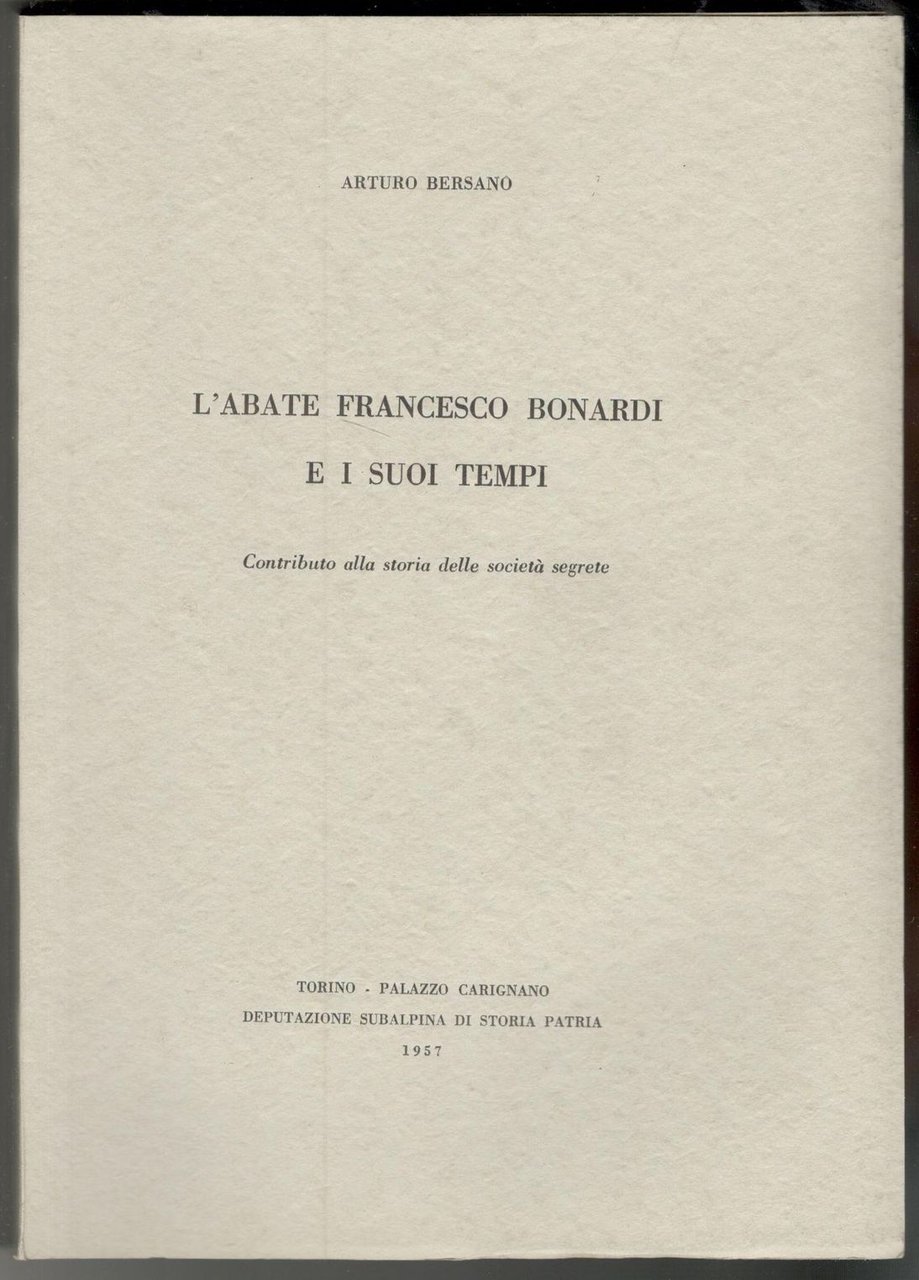 ARTURO BERSANO
L'ABATE FRANCESCO BONARDI
E I SUOI TEMPI
Contributo alla storia delle società segrete
TORINO - PALAZZO CARIGNANO
DEPUTAZIONE SUBALPINA DI STORIA PATRIA
1957